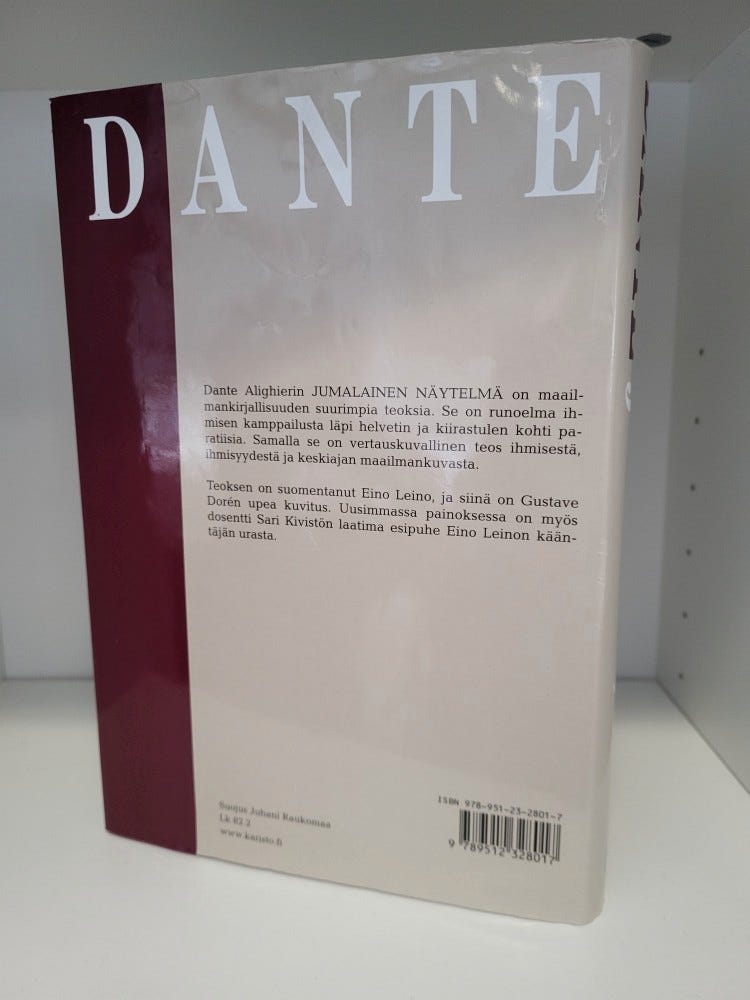 DANTE
Dante Alighierin JUMALAINEN NÄYTELMÄ on maail-
mankirjallisuuden suurimpia teoksia. Se on runoelma ih-
misen kamppailusta läpi helvetin ja kiirastulen kohti pa-
ratiisia. Samalla se on vertauskuvallinen teos ihmisestä,
ihmisyydestä ja keskiajan maailmankuvasta.
Teoksen on suomentanut Eino Leino, ja siinä on Gustave
Dorén upea kuvitus. Uusimmassa painoksessa on myös
dosentti Sari Kivistön laatima esipuhe Eino Leinon kään-
täjän urasta.
Suojus Juhani Raukomaa
Lk 82.2
www.karisto.fi
ISBN 978-951-23-2801-7
9 789512 328017